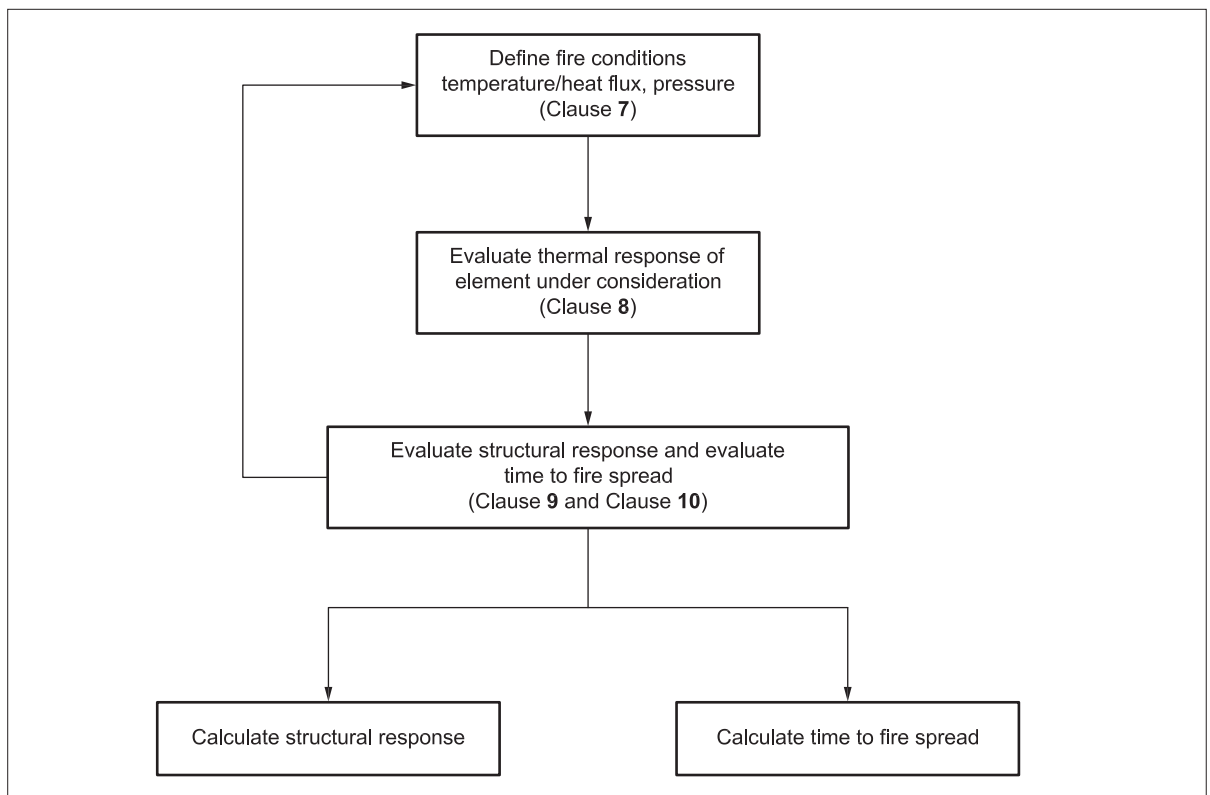 Define fire conditions
temperature/heat flux, pressure
(Clause 7)
Evaluate thermal response of
element under consideration
(Clause 8)
Evaluate structural response and evaluate
time to fire spread
(Clause 9 and Clause 10)
Calculate structural response
Calculate time to fire spread